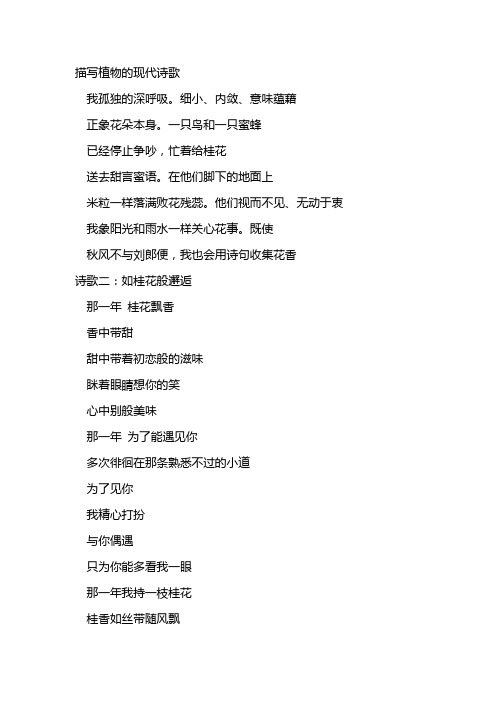 描写植物的现代诗歌
我孤独的深呼吸。细小、内敛、意味蕴藉
正象花朵本身。一只鸟和一只蜜蜂
已经停止争吵，忙着给桂花
送去甜言蜜语。在他们脚下的地面上
米粒一样落满败花残蕊。他们视而不见、无动于衷
我象阳光和雨水一样关心花事。既使
秋风不与刘郎便，我也会用诗句收集花香
诗歌二：如桂花般邂逅
那一年 桂花飘香
香中带甜
甜中带着初恋般的滋味
眯着眼睛想你的笑
心中别般美味
那一年 为了能遇见你
多次徘徊在那条熟悉不过的小道
为了见你
我精心打扮
与你偶遇
只为你能多看我一眼
那一年我持一枝桂花
桂香如丝带随风飘